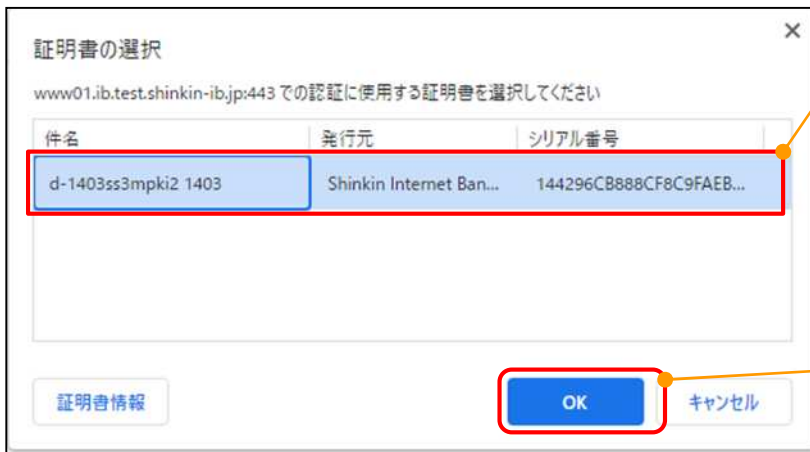 証明書の選択
www01.ib.test.shinkin-ib.jp:443 での認証に使用する証明書を選択してください
件名 発行元 シリアル番号
d-1403ss3mpki2 1403 Shinkin Internet Ban... 144296CB888CF8C9FAEB...
証明書情報 OK キャンセル